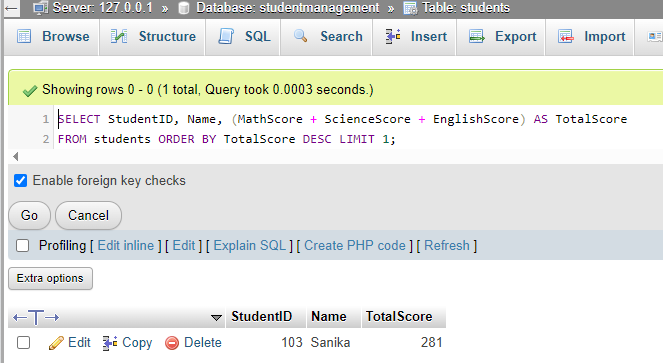 Server: 127.0.0.1 » Database: studentmanagement » Table: students
Browse Structure SQL Search Insert Export Import
Showing rows 0 - 0 (1 total, Query took 0.0003 seconds.)
1 SELECT StudentID, Name, (MathScore + ScienceScore + EnglishScore) AS TotalScore
2 FROM students ORDER BY TotalScore DESC LIMIT 1;
Enable foreign key checks
Go Cancel
Profiling [ Edit inline ] [ Edit ] [ Explain SQL ] [ Create PHP code ] [ Refresh ]
Extra options
←T→ StudentID Name TotalScore
Edit Copy Delete 103 Sanika 281